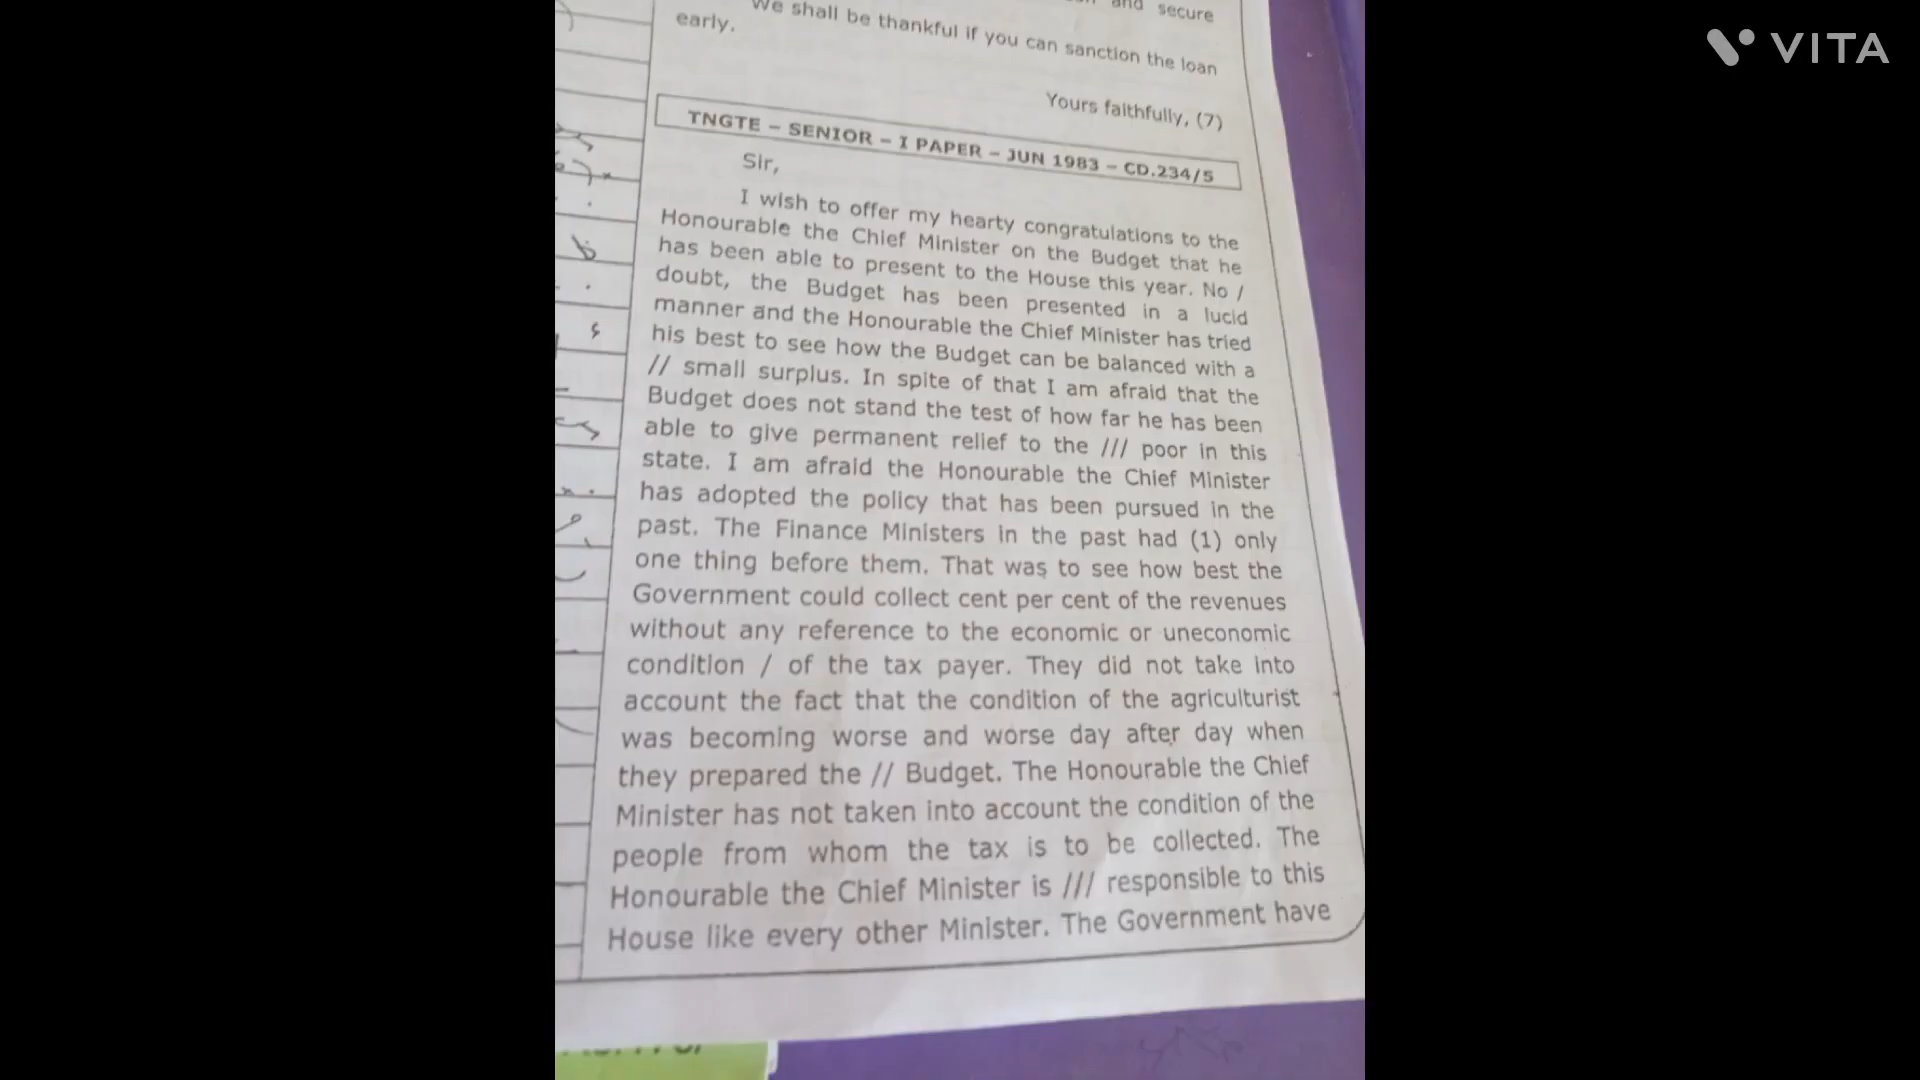 and secure
We shall be thankful if you can sanction the loan
early.
Yours faithfully, (7)
TNGTE – SENIOR – I PAPER – JUN 1983 – CD.234/5
Sir,
I wish to offer my hearty congratulations to the
Honourable the Chief Minister on the Budget that he
has been able to present to the House this year. No /
doubt, the Budget has been presented in a lucid
manner and the Honourable the Chief Minister has tried
his best to see how the Budget can be balanced with a
// small surplus. In spite of that I am afraid that the
Budget does not stand the test of how far he has been
able to give permanent relief to the /// poor in this
state. I am afraid the Honourable the Chief Minister
has adopted the policy that has been pursued in the
past. The Finance Ministers in the past had (1) only
one thing before them. That was to see how best the
Government could collect cent per cent of the revenues
without any reference to the economic or uneconomic
condition / of the tax payer. They did not take into
account the fact that the condition of the agriculturist
was becoming worse and worse day after day when
they prepared the // Budget. The Honourable the Chief
Minister has not taken into account the condition of the
people from whom the tax is to be collected. The
Honourable the Chief Minister is /// responsible to this
House like every other Minister. The Government have
VITA